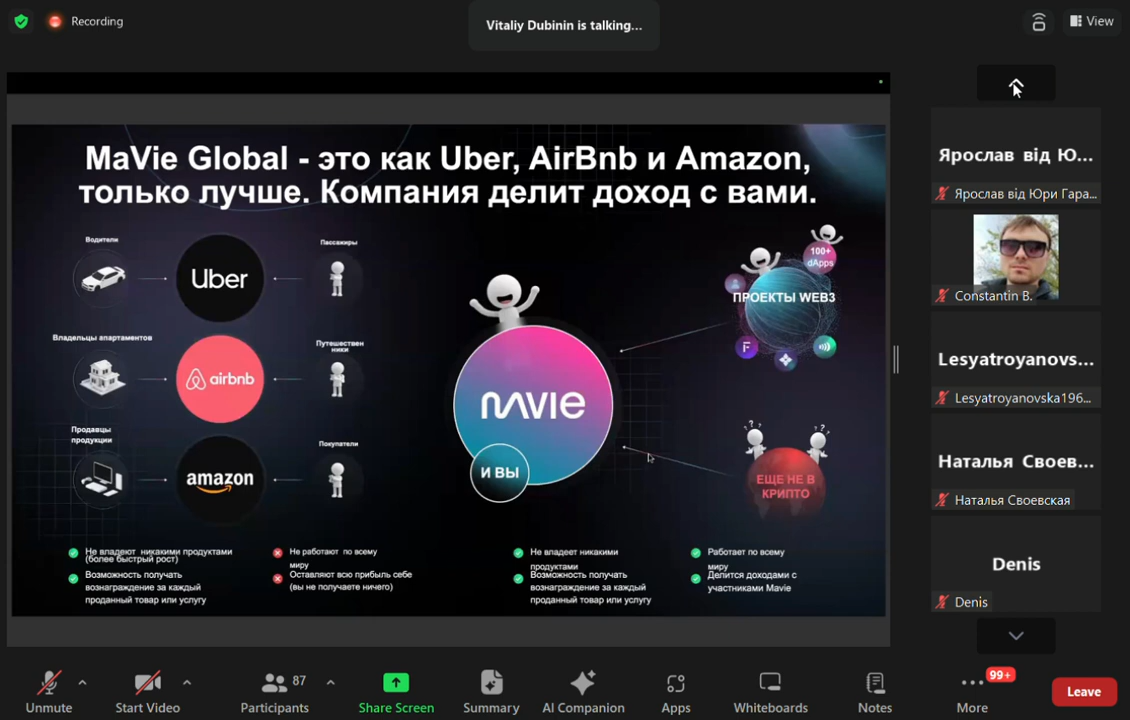 Recording
Vitaliy Dubinin is talking...
View
MaVie Global - это как Uber, AirBnb и Amazon,
только лучше. Компания делит доход с вами.
Водители
Uber
Пассажиры
Владельцы апартаментов
airbnb
Путешествен
ники
Продавцы
продукции
amazon
Покупатели
Не владеют никакими продуктами
(более быстрый рост)
Возможность получать
вознаграждение за каждый
проданный товар или услугу
Не работают по всему
миру
Оставляют всю прибыль себе
(вы не получаете ничего)
mavie
И ВЫ
100+
dApps
ПРОЕКТЫ WEB3
F
? ?
? ?
ЕЩЕ НЕ В
КРИПТО
Не владеет никакими
продуктами
Возможность получать
вознаграждение за каждый
проданный товар или услугу
Работает по всему
миру
Делится доходами с
участниками Mavie
Ярослав від Ю...
Ярослав від Юри Гара...
Constantin B.
Lesyatroyanovs...
Lesyatroyanovska196...
Наталья Своев...
Наталья Своевская
Denis
Denis
Unmute
Start Video
87
Participants
Share Screen
Summary
AI Companion
Apps
Whiteboards
Notes
99+
More
Leave